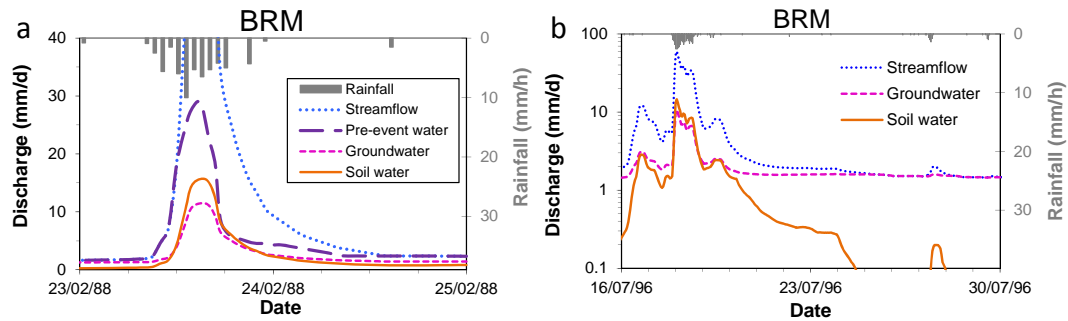 a
BRM
Discharge (mm/d)
40
30
20
10
0
0
10
20
30
Rainfall (mm/h)
Rainfall
Streamflow
Pre-event water
Groundwater
Soil water
23/02/88
24/02/88
25/02/88
Date
b
BRM
Discharge (mm/d)
100
10
1
0.1
0
10
20
30
Rainfall (mm/h)
Streamflow
Groundwater
Soil water
16/07/96
23/07/96
30/07/96
Date